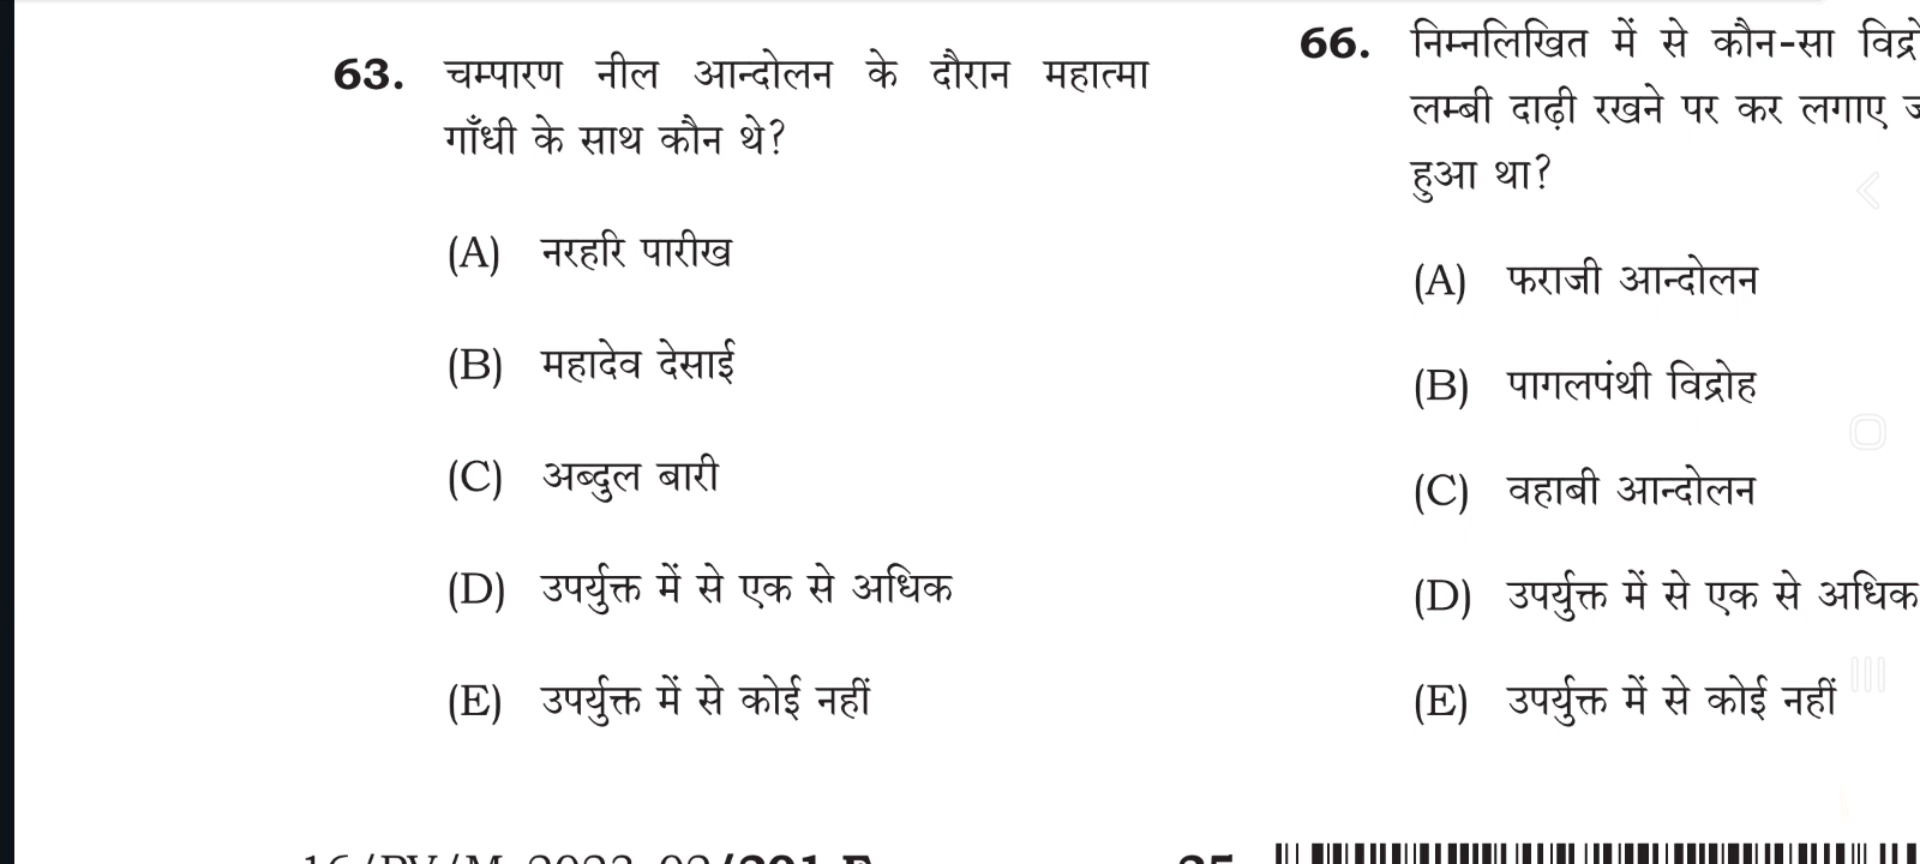 63. चम्पारण नील आन्दोलन के दौरान महात्मा
गाँधी के साथ कौन थे?
(A) नरहरि पारीख
(B) महादेव देसाई
(C) अब्दुल बारी
(D) उपर्युक्त में से एक से अधिक
(E) उपर्युक्त में से कोई नहीं
66. निम्नलिखित में से कौन-सा
लम्बी दाढ़ी रखने पर कर लगाए
हुआ था?
(A) फराजी आन्दोलन
(B) पागलपंथी विद्रोह
(C) वहाबी आन्दोलन
(D) उपर्युक्त में से एक से अधिक
(E) उपर्युक्त में से कोई नहीं